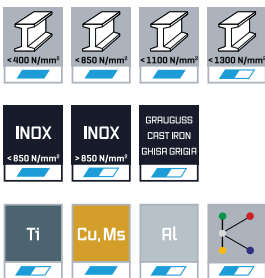 <400 N/mm²
<850 N/mm²
<1100 N/mm²
<1300 N/mm²
INOX
<850 N/mm²
INOX
>850 N/mm²
GRAUGUSS
CAST IRON
GHISA GRIGIA
Ti
Cu, Ms
Al